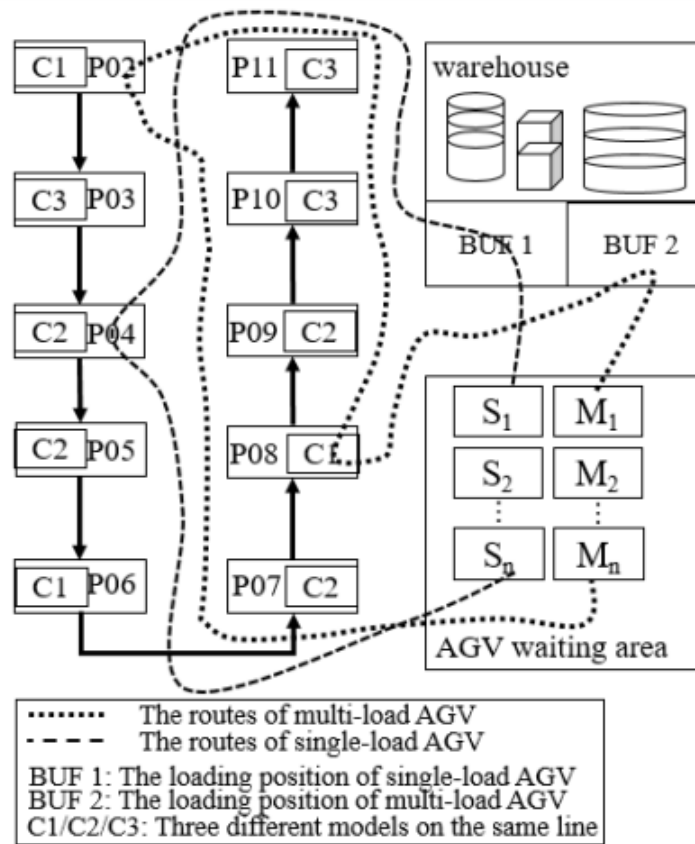 C1 P02
C3 P03
C2 P04
C2 P05
C1 P06
P11 C3
P10 C3
P09 C2
P08 C1
P07 C2
warehouse
BUF 1 BUF 2
S1 M1
S2 M2
Sn Mn
AGV waiting area
The routes of multi-load AGV
The routes of single-load AGV
BUF 1: The loading position of single-load AGV
BUF 2: The loading position of multi-load AGV
C1/C2/C3: Three different models on the same line